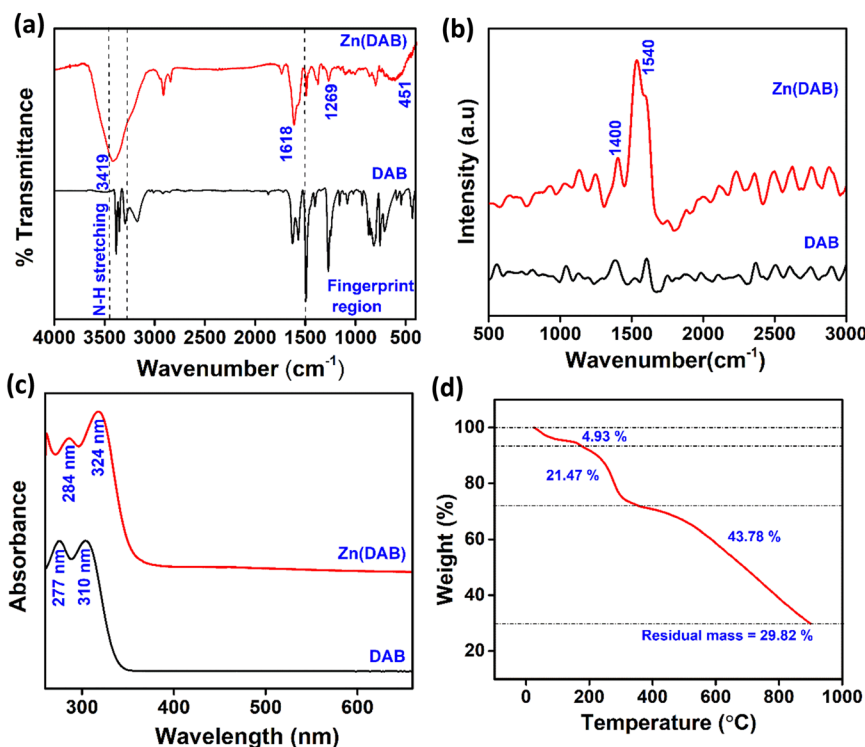 (a)
Zn(DAB)
3419
1618
1269
451
DAB
N-H stretching
Fingerprint
region
% Transmittance
4000 3500 3000 1500 1000 500
Wavenumber (cm⁻¹)
(b)
1540
1400
Zn(DAB)
DAB
Intensity (a.u)
500 1000 1500 2000 2500 3000
Wavenumber(cm⁻¹)
(c)
284 nm
324 nm
Zn(DAB)
277 nm
310 nm
DAB
Absorbance
300 400 500 600
Wavelength (nm)
(d)
100
80
60
40
20
4.93 %
21.47 %
43.78 %
Residual mass = 29.82 %
Weight (%)
0 200 400 600 800 1000
Temperature (°C)